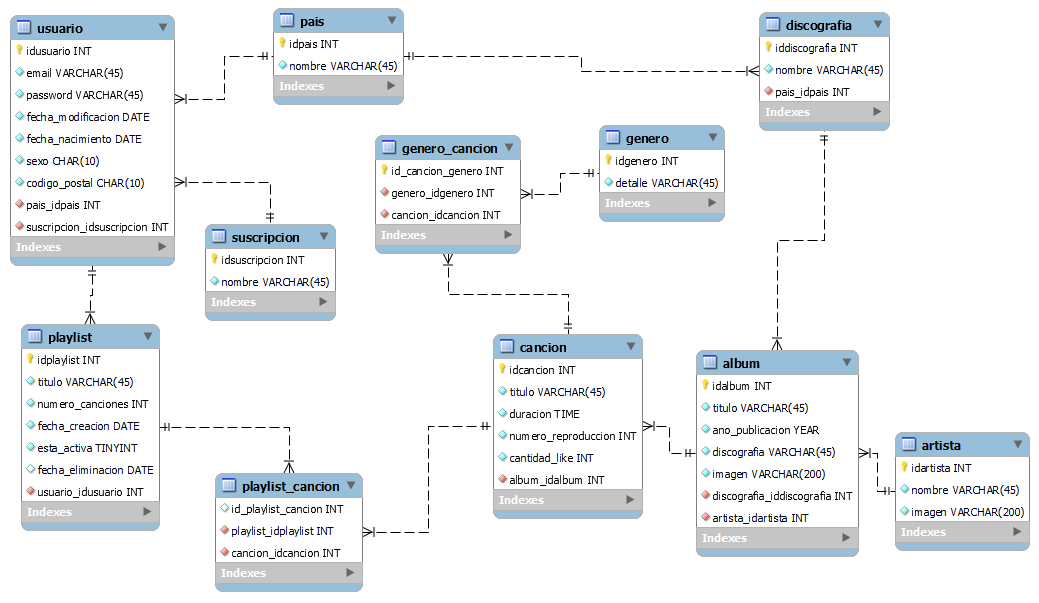 usuario
idusuario INT
email VARCHAR(45)
password VARCHAR(45)
fecha_modificacion DATE
fecha_nacimiento DATE
sexo CHAR(10)
codigo_postal CHAR(10)
pais_idpais INT
suscripcion_idsuscripcion INT
Indexes
pais
idpais INT
nombre VARCHAR(45)
Indexes
discografia
iddiscografia INT
nombre VARCHAR(45)
pais_idpais INT
Indexes
genero_cancion
id_cancion_genero INT
genero_idgenero INT
cancion_idcancion INT
Indexes
genero
idgenero INT
detalle VARCHAR(45)
Indexes
suscripcion
idsuscripcion INT
nombre VARCHAR(45)
Indexes
playlist
idplaylist INT
titulo VARCHAR(45)
numero_canciones INT
fecha_creacion DATE
esta_activa TINYINT
fecha_eliminacion DATE
usuario_idusuario INT
Indexes
cancion
idcancion INT
titulo VARCHAR(45)
duracion TIME
numero_reproduccion INT
cantidad_like INT
album_idalbum INT
Indexes
album
idalbum INT
titulo VARCHAR(45)
ano_publicacion YEAR
discografia VARCHAR(45)
imagen VARCHAR(200)
discografia_iddiscografia INT
artista_idartista INT
Indexes
artista
idartista INT
nombre VARCHAR(45)
imagen VARCHAR(200)
Indexes
playlist_cancion
id_playlist_cancion INT
playlist_idplaylist INT
cancion_idcancion INT
Indexes